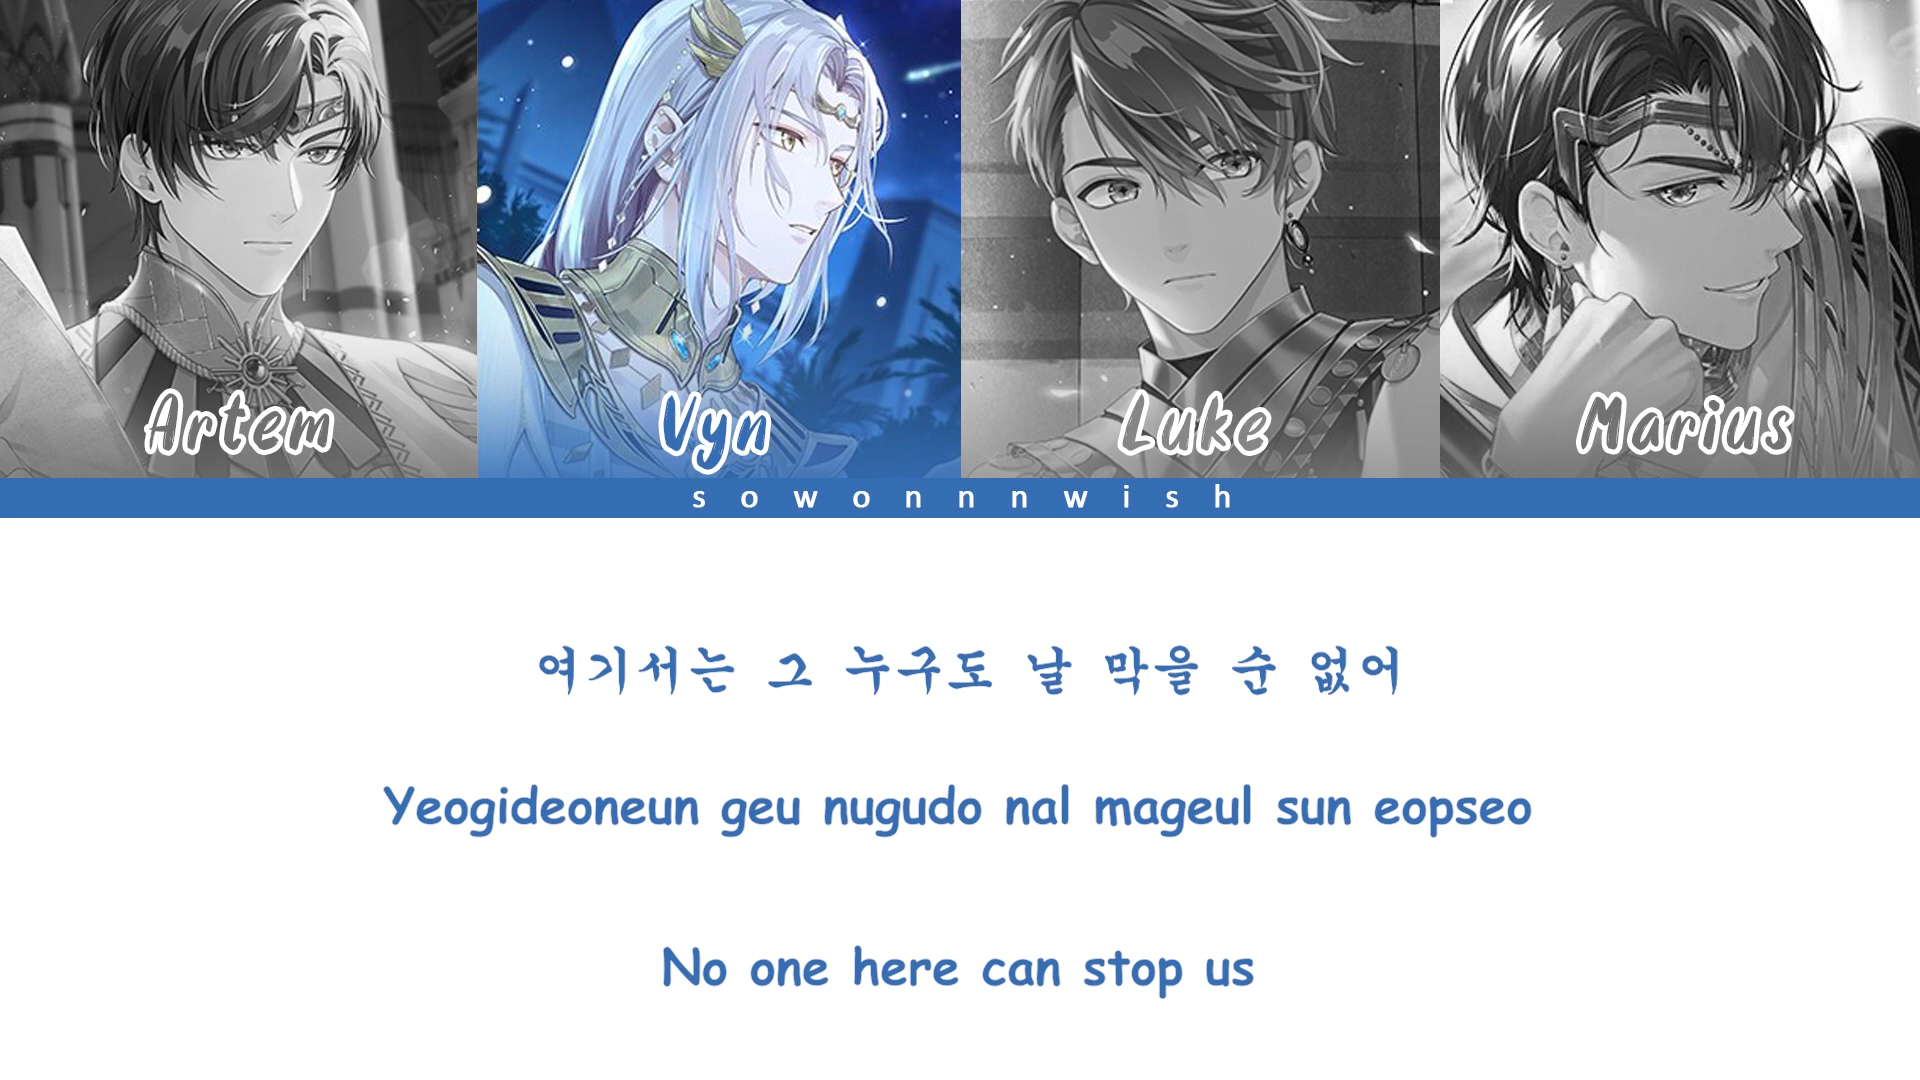 Artem
Vyn
Luke
Marius
sowonnnwish
여기서는 그 누구도 날 막을 순 없어
Yeogideoneun geu nugudo nal mageul sun eopseo
No one here can stop us